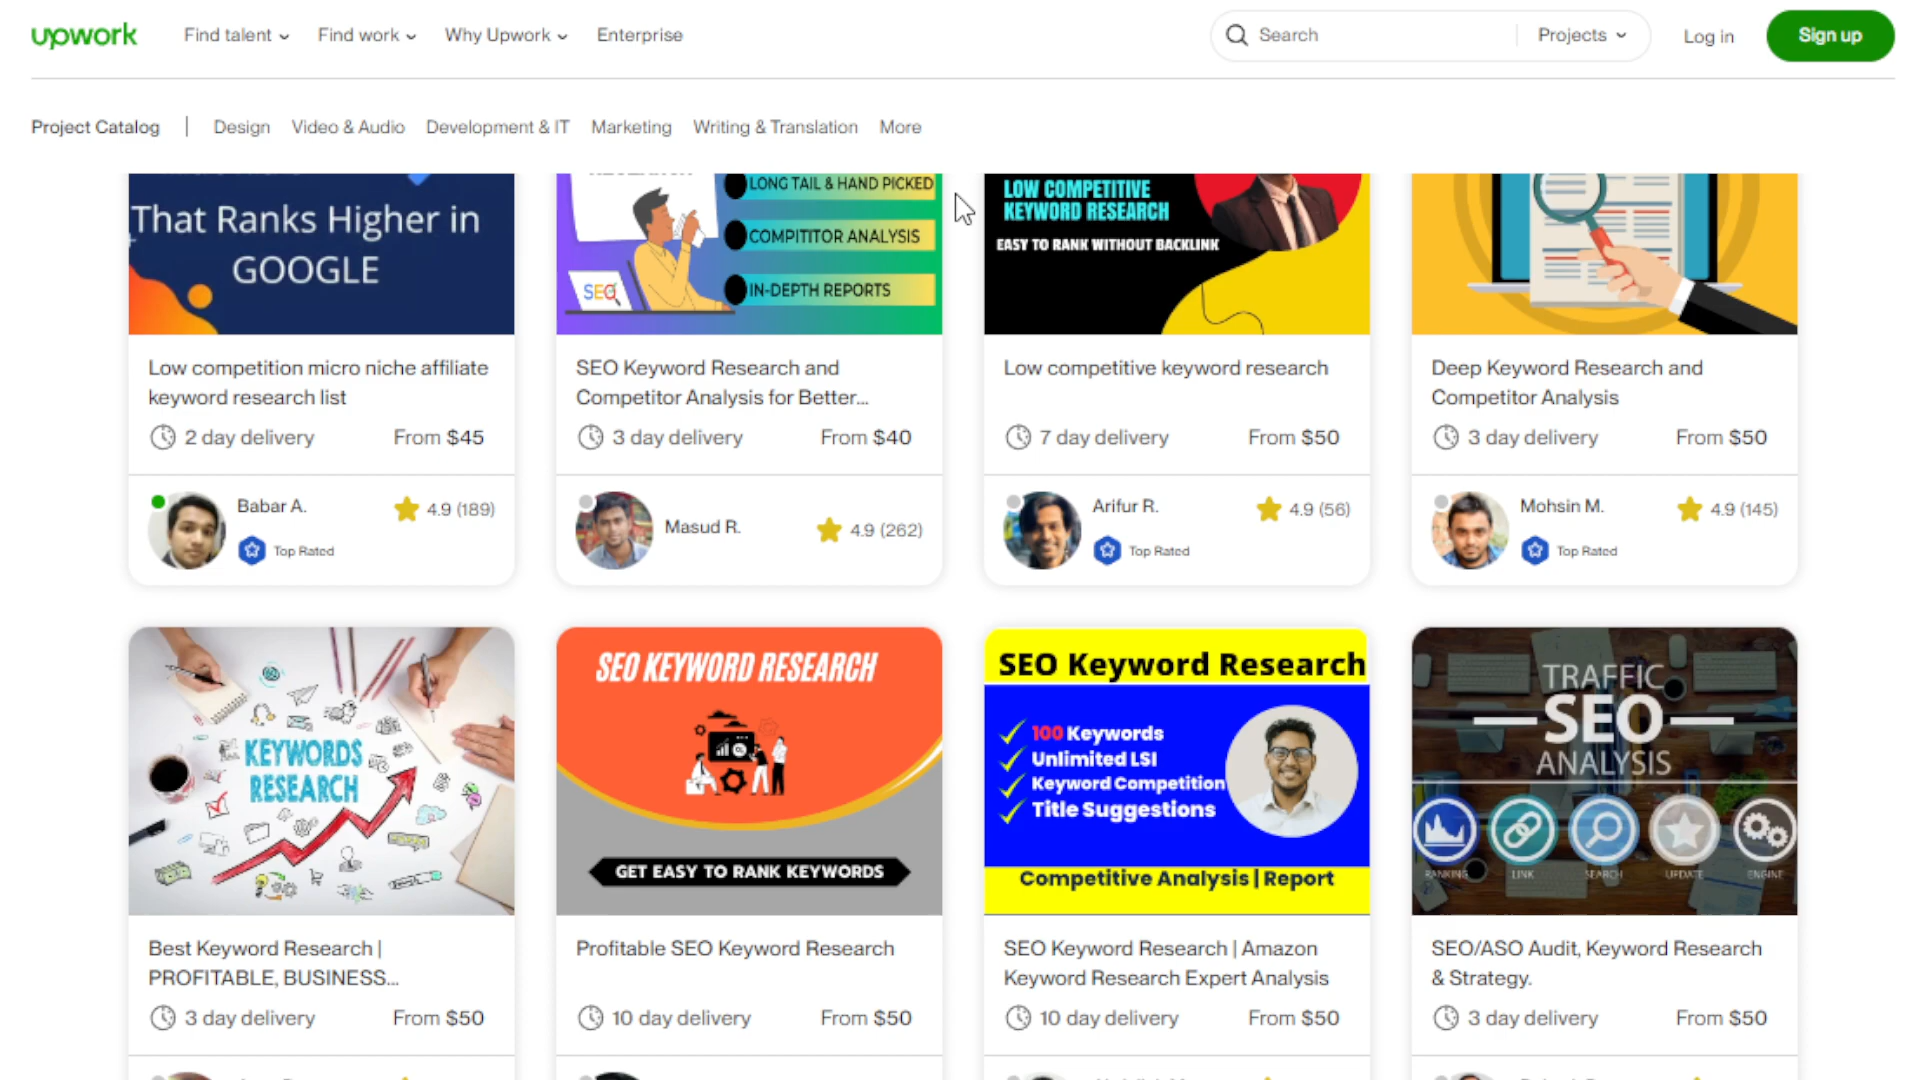 upwork
Find talent
Find work
Why Upwork
Enterprise
Search
Projects
Log in
Sign up
Project Catalog
Design
Video & Audio
Development & IT
Marketing
Writing & Translation
More
That Ranks Higher in
GOOGLE
LONG TAIL & HAND PICKED
COMPITITOR ANALYSIS
IN-DEPTH REPORTS
SEO
LOW COMPETITIVE
KEYWORD RESEARCH
EASY TO RANK WITHOUT BACKLINK
Low competition micro niche affiliate
keyword research list
2 day delivery
From $45
Babar A.
Top Rated
4.9 (189)
SEO Keyword Research and
Competitor Analysis for Better...
3 day delivery
From $40
Masud R.
4.9 (262)
Low competitive keyword research
7 day delivery
From $50
Arifur R.
Top Rated
4.9 (56)
Deep Keyword Research and
Competitor Analysis
3 day delivery
From $50
Mohsin M.
Top Rated
4.9 (145)
KEYWORDS
RESEARCH
Best Keyword Research |
PROFITABLE, BUSINESS...
3 day delivery
From $50
SEO KEYWORD RESEARCH
GET EASY TO RANK KEYWORDS
Profitable SEO Keyword Research
10 day delivery
From $50
SEO Keyword Research
100 Keywords
Unlimited LSI
Keyword Competition
Title Suggestions
Competitive Analysis | Report
SEO Keyword Research | Amazon
Keyword Research Expert Analysis
10 day delivery
From $50
TRAFFIC
SEO
ANALYSIS
RANKING
LINK
SEARCH
UPDATE
ENGINE
SEO/ASO Audit, Keyword Research
& Strategy.
3 day delivery
From $50